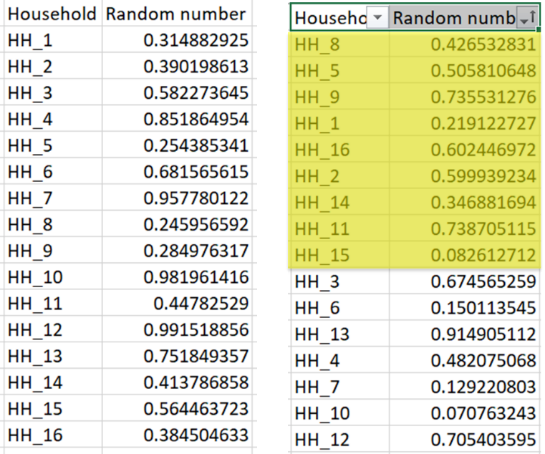 Household Random number
HH_1 0.314882925
HH_2 0.390198613
HH_3 0.582273645
HH_4 0.851864954
HH_5 0.254385341
HH_6 0.681565615
HH_7 0.957780122
HH_8 0.245956592
HH_9 0.284976317
HH_10 0.981961416
HH_11 0.44782529
HH_12 0.991518856
HH_13 0.751849357
HH_14 0.413786858
HH_15 0.564463723
HH_16 0.384504633
Househo Random numb
HH_8 0.426532831
HH_5 0.505810648
HH_9 0.735531276
HH_1 0.219122727
HH_16 0.602446972
HH_2 0.599939234
HH_14 0.346881694
HH_11 0.738705115
HH_15 0.082612712
HH_3 0.674565259
HH_6 0.150113545
HH_13 0.914905112
HH_4 0.482075068
HH_7 0.129220803
HH_10 0.070763243
HH_12 0.705403595